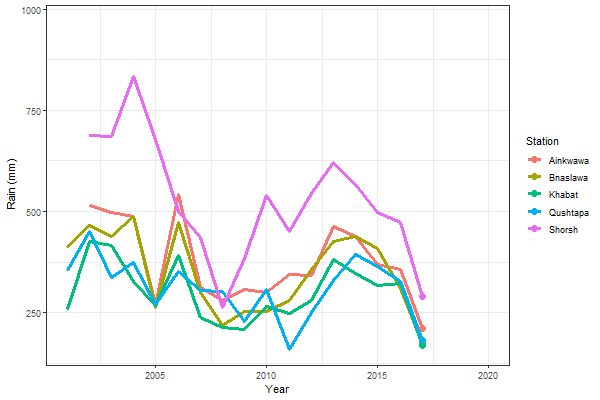 1000
750
500
250
Rain (mm)
2005
2010
2015
2020
Year
Station
Ainkwawa
Bnaslawa
Khabat
Qushtapa
Shorsh